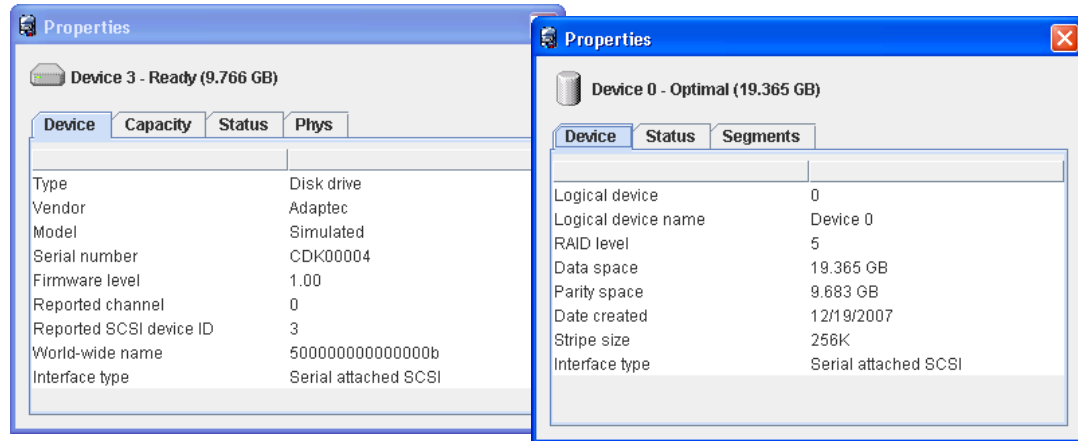 Properties
Device 3 - Ready (9.766 GB)
Device Capacity Status Phys
Type Disk drive
Vendor Adaptec
Model Simulated
Serial number CDK00004
Firmware level 1.00
Reported channel 0
Reported SCSI device ID 3
World-wide name 500000000000000b
Interface type Serial attached SCSI
Properties
Device 0 - Optimal (19.365 GB)
Device Status Segments
Logical device 0
Logical device name Device 0
RAID level 5
Data space 19.365 GB
Parity space 9.683 GB
Date created 12/19/2007
Stripe size 256K
Interface type Serial attached SCSI